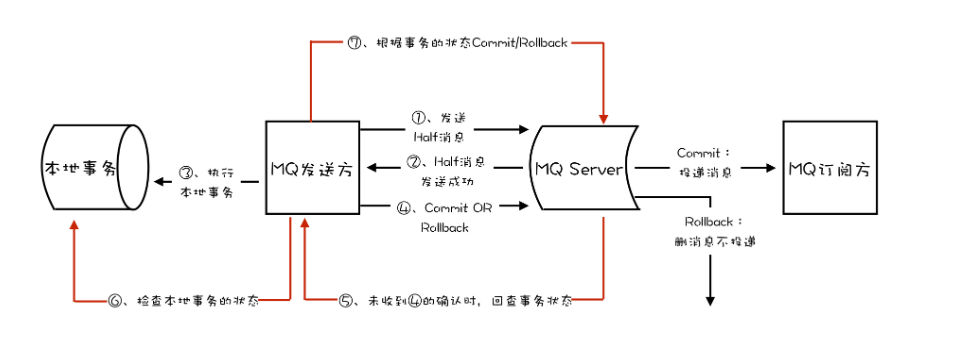 ⑦、根据事务的状态Commit/Rollback
①、发送
Half消息
本地事务
③、执行
本地事务
MQ发送方
②、Half消息
发送成功
MQ Server
Commit：
投递消息
MQ订阅方
④、Commit OR
Rollback
Rollback：
删消息不投递
⑥、检查本地事务的状态
⑤、未收到④的确认时，回查事务状态